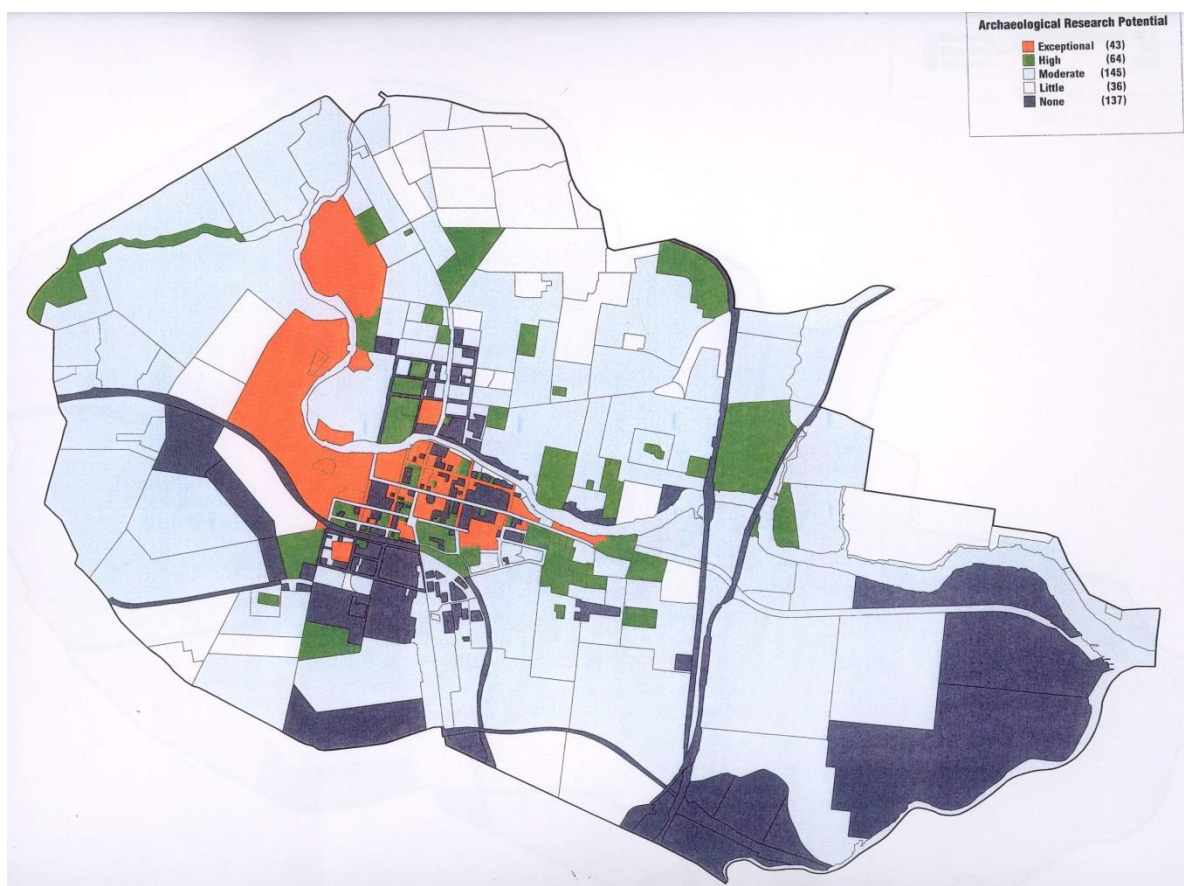 Archaeological Research Potential
Exceptional (43)
High (64)
Moderate (145)
Little (36)
None (137)